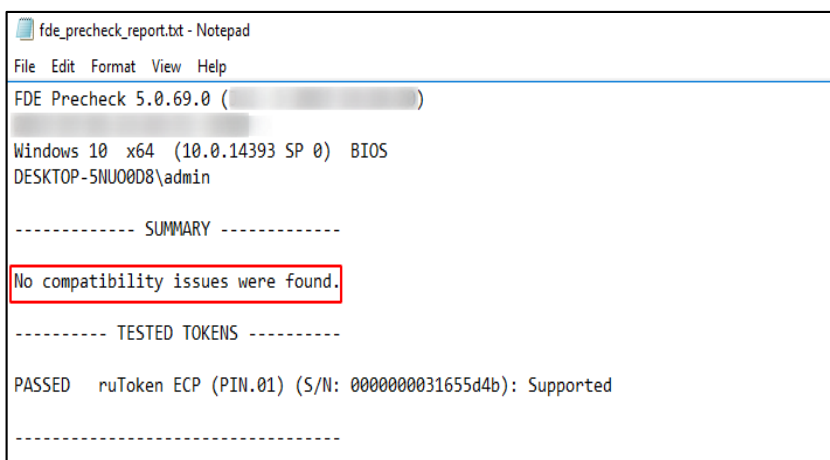 fde_precheck_report.txt - Notepad
File Edit Format View Help
FDE Precheck 5.0.69.0 ( )
Windows 10 x64 (10.0.14393 SP 0) BIOS
DESKTOP-5NUO0D8\admin
------------- SUMMARY -------------
No compatibility issues were found.
---------- TESTED TOKENS ----------
PASSED ruToken ECP (PIN.01) (S/N: 0000000031655d4b): Supported
-----------------------------------